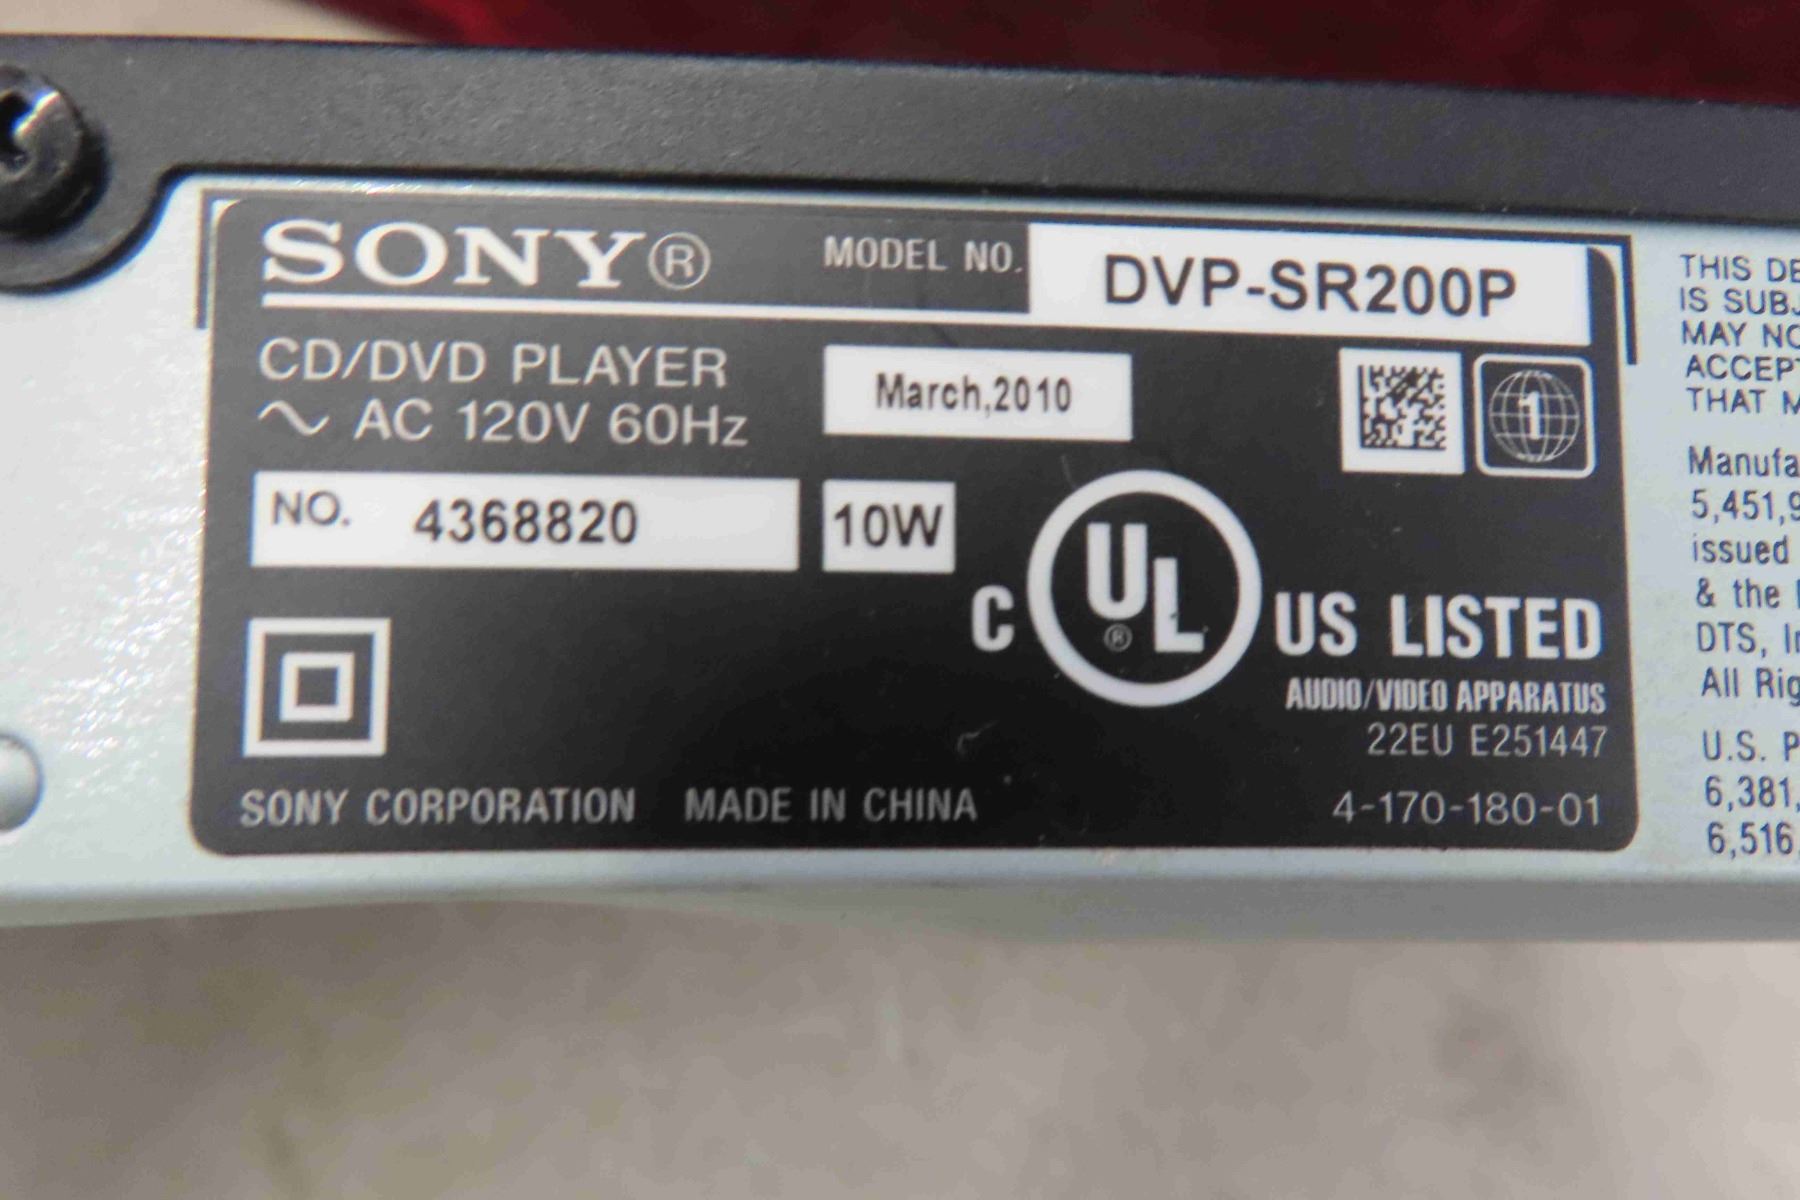 SONY®
MODEL NO. DVP-SR200P
CD/DVD PLAYER
March,2010
1
~ AC 120V 60Hz
NO. 4368820
10W
C UL® US LISTED
AUDIO/VIDEO APPARATUS
22EU E251447
SONY CORPORATION MADE IN CHINA
4-170-180-01
THIS DE
IS SUBJ
MAY NO
ACCEPT
THAT M
Manufa
5,451,9
issued
& the
DTS, In
All Rig
U.S. P
6,381,
6,516,